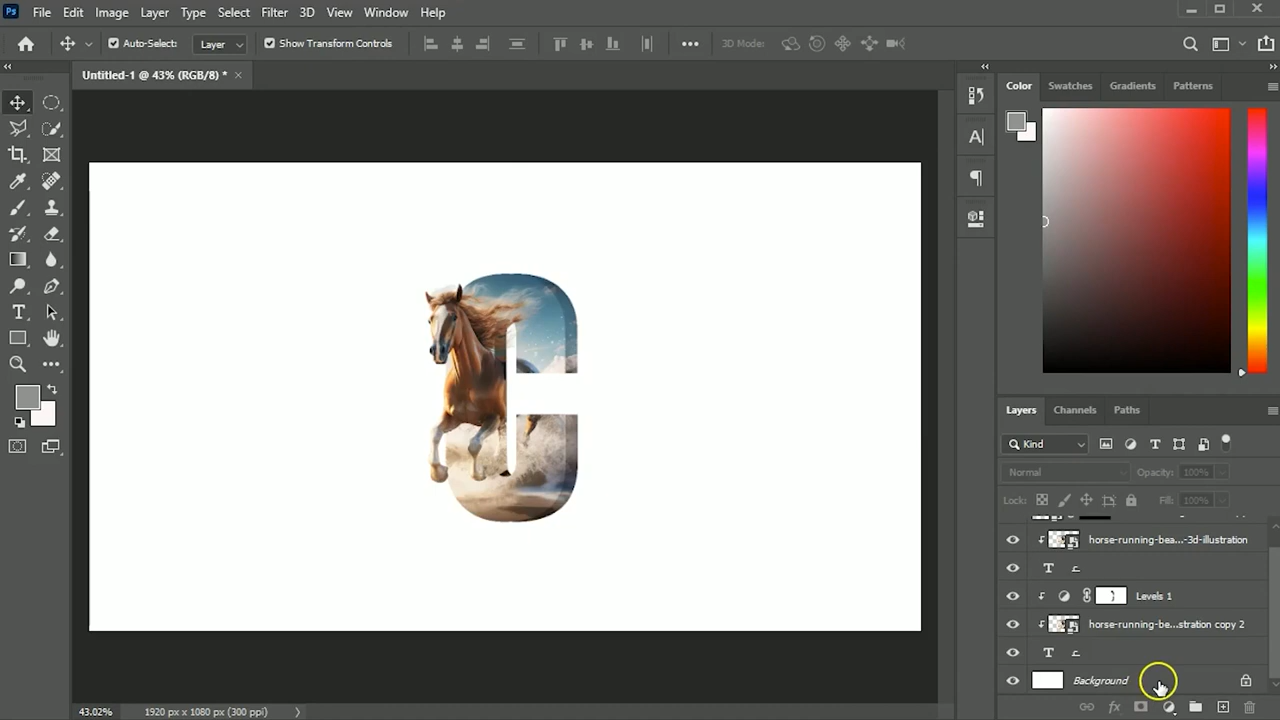 Ps File Edit Image Layer Type Select Filter 3D View Window Help
Auto-Select: Layer Show Transform Controls 3D Mode:
Untitled-1 @ 43% (RGB/8) *
Color Swatches Gradients Patterns
C
Layers Channels Paths
Kind
Normal Opacity: 100%
Lock: Fill: 100%
horse-running-bea...-3d-illustration
Levels 1
horse-running-be...stration copy 2
Background
43.02% 1920 px x 1080 px (300 ppi)